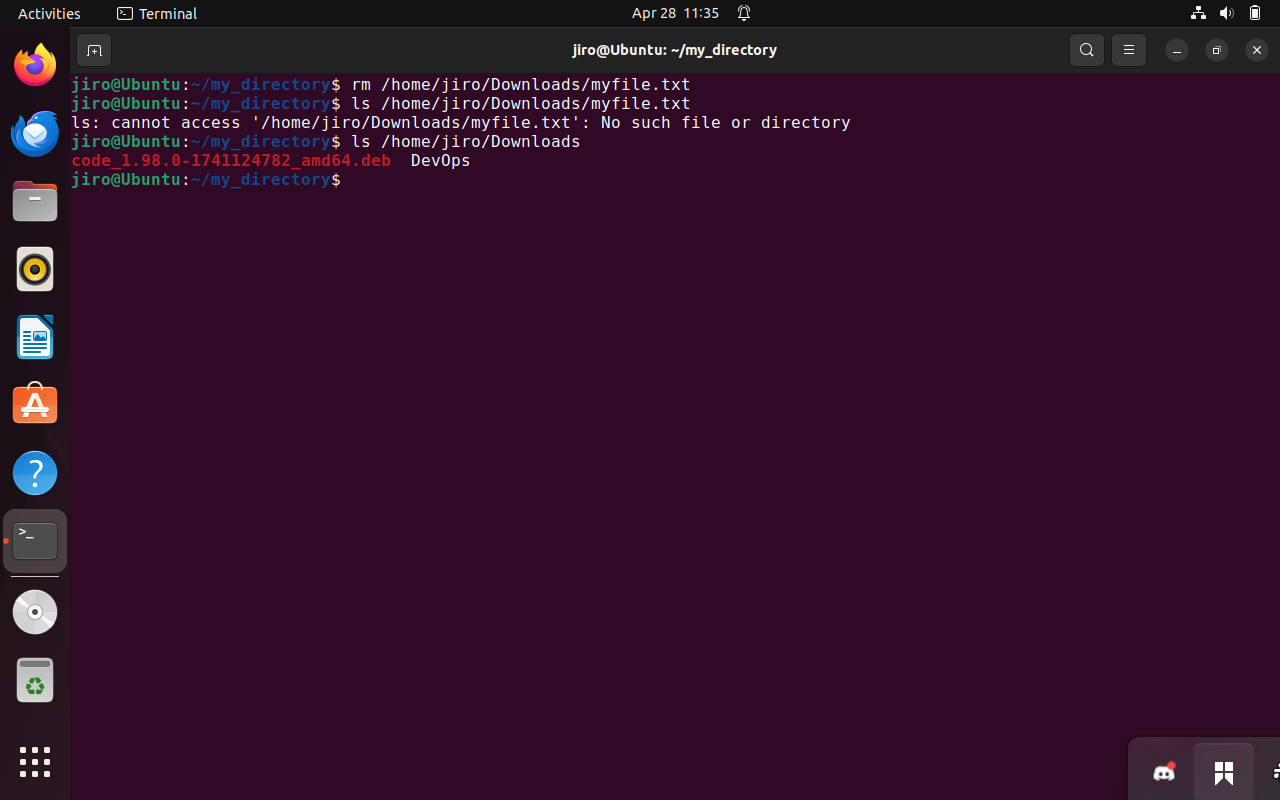 Activities
Terminal
Apr 28 11:35
jiro@Ubuntu: ~/my_directory
jiro@Ubuntu:~/my_directory$ rm /home/jiro/Downloads/myfile.txt
jiro@Ubuntu:~/my_directory$ ls /home/jiro/Downloads/myfile.txt
ls: cannot access '/home/jiro/Downloads/myfile.txt': No such file or directory
jiro@Ubuntu:~/my_directory$ ls /home/jiro/Downloads
code_1.98.0-1741124782_amd64.deb  DevOps
jiro@Ubuntu:~/my_directory$